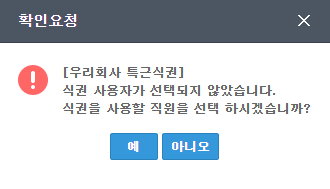 확인요청
[우리회사 특근식권]
식권 사용자가 선택되지 않았습니다.
식권을 사용할 직원을 선택 하시겠습니까?
예
아니오